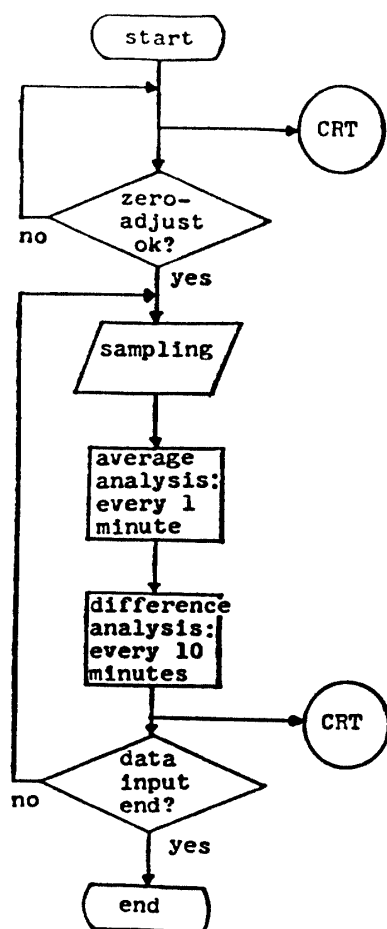 start
CRT
zero-
adjust
ok?
no
yes
sampling
average
analysis:
every 1
minute
difference
analysis:
every 10
minutes
CRT
data
input
end?
no
yes
end